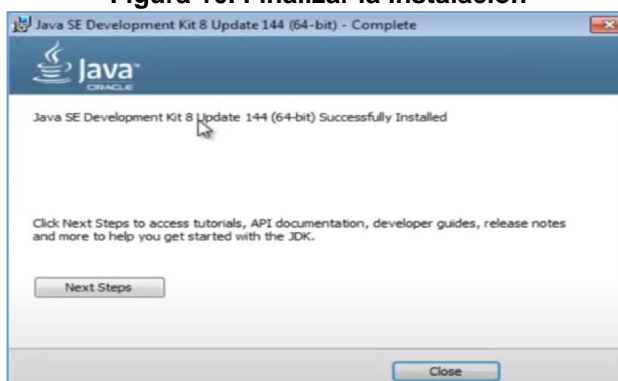 Figura 10. Finalizar la instalación
Java SE Development Kit 8 Update 144 (64-bit) - Complete
Java
ORACLE
Java SE Development Kit 8 Update 144 (64-bit) Successfully Installed
Click Next Steps to access tutorials, API documentation, developer guides, release notes
and more to help you get started with the JDK.
Next Steps
Close